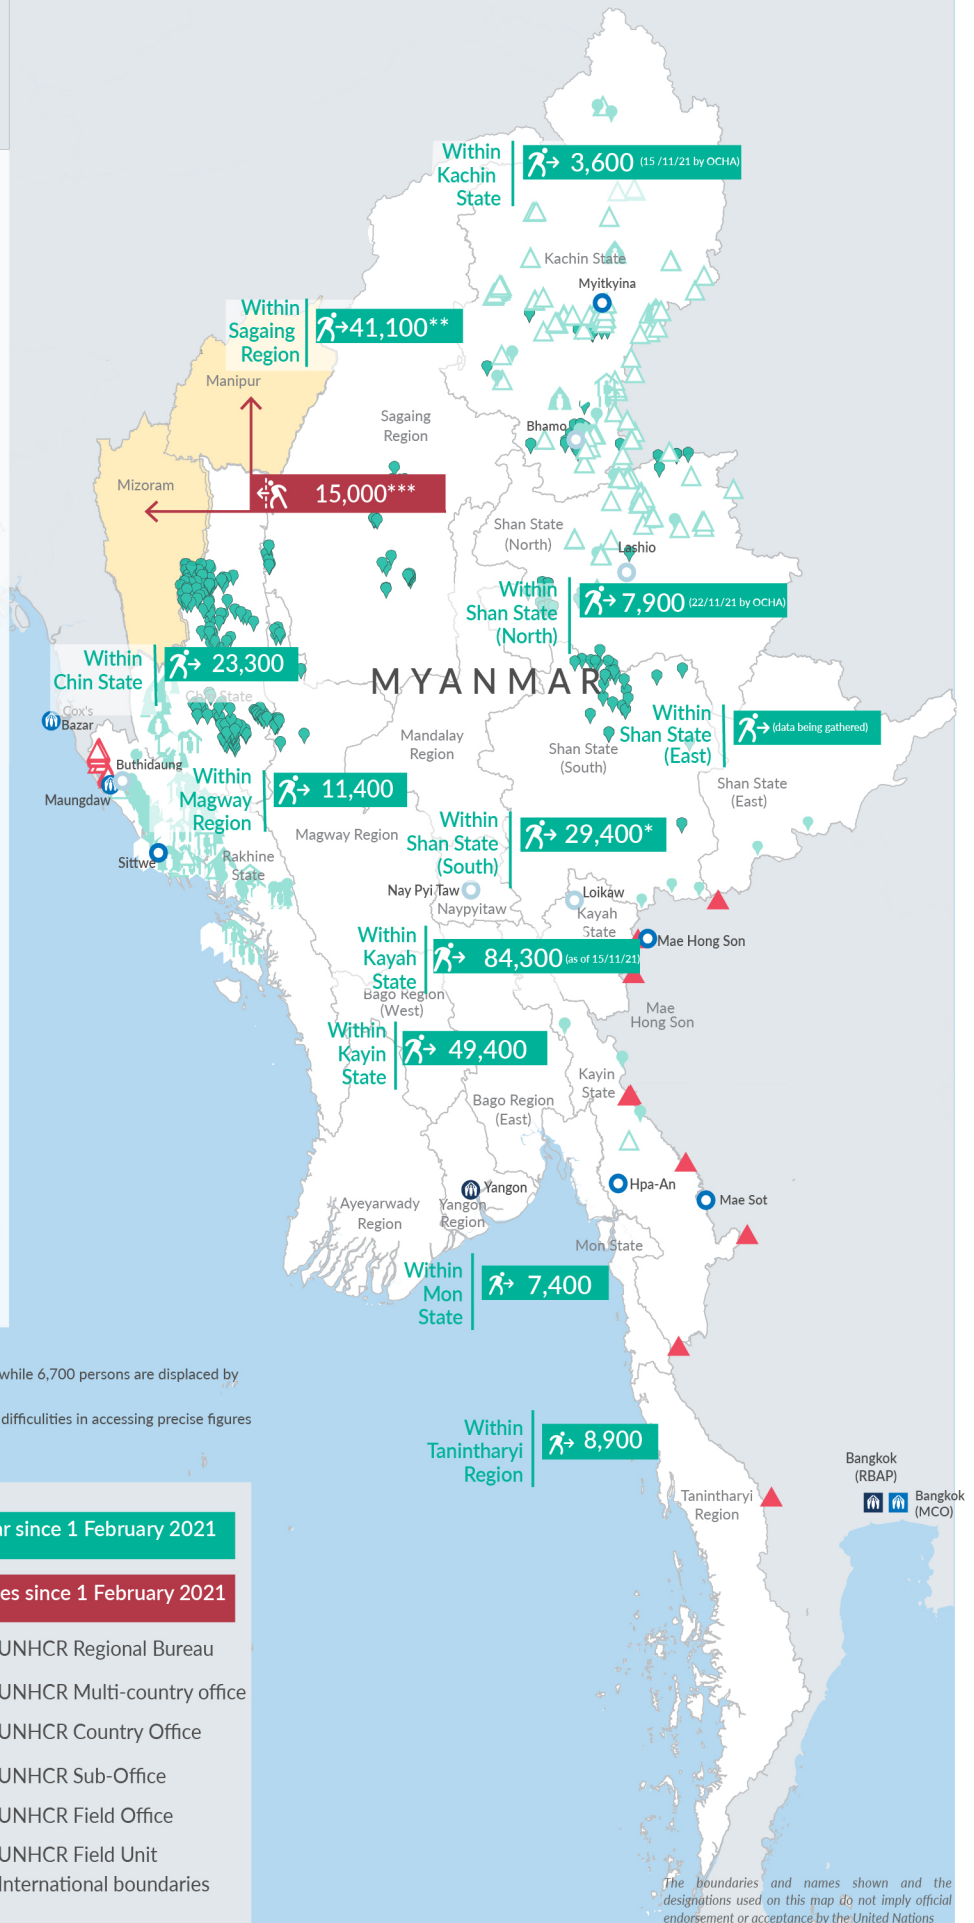 Within
Kachin
State
3,600 (15 /11/21 by OCHA)
Kachin State
Myitkyina
Within
Sagaing
Region
41,100**
Manipur
Sagaing
Region
Bhamo
Mizoram
15,000***
Shan State
(North)
Lashio
Within
Shan State
(North)
7,900 (22/11/21 by OCHA)
Within
Chin State
23,300
MYANMAR
Chin State
Cox's
Bazar
Within
Shan State
(East)
(data being gathered)
Mandalay
Region
Shan State
(South)
Buthidaung
Maungdaw
Within
Magway
Region
11,400
Shan State
(East)
Within
Shan State
(South)
29,400*
Magway Region
Sittwe
Rakhine
State
Nay Pyi Taw
Naypyitaw
Loikaw
Kayah
State
Within
Kayah
State
84,300 (as of 15/11/21)
Mae Hong Son
Bago Region
(West)
Mae
Hong Son
Within
Kayin
State
49,400
Kayin
State
Bago Region
(East)
Yangon
Hpa-An
Mae Sot
Ayeyarwady
Region
Yangon
Region
Mon State
Within
Mon
State
7,400
while 6,700 persons are displaced by
difficulities in accessing precise figures
Within
Tanintharyi
Region
8,900
Bangkok
(RBAP)
Bangkok
(MCO)
Tanintharyi
Region
ar since 1 February 2021
es since 1 February 2021
UNHCR Regional Bureau
UNHCR Multi-country office
UNHCR Country Office
UNHCR Sub-Office
UNHCR Field Office
UNHCR Field Unit
International boundaries
The boundaries and names shown and the
designations used on this map do not imply official
endorsement or acceptance by the United Nations